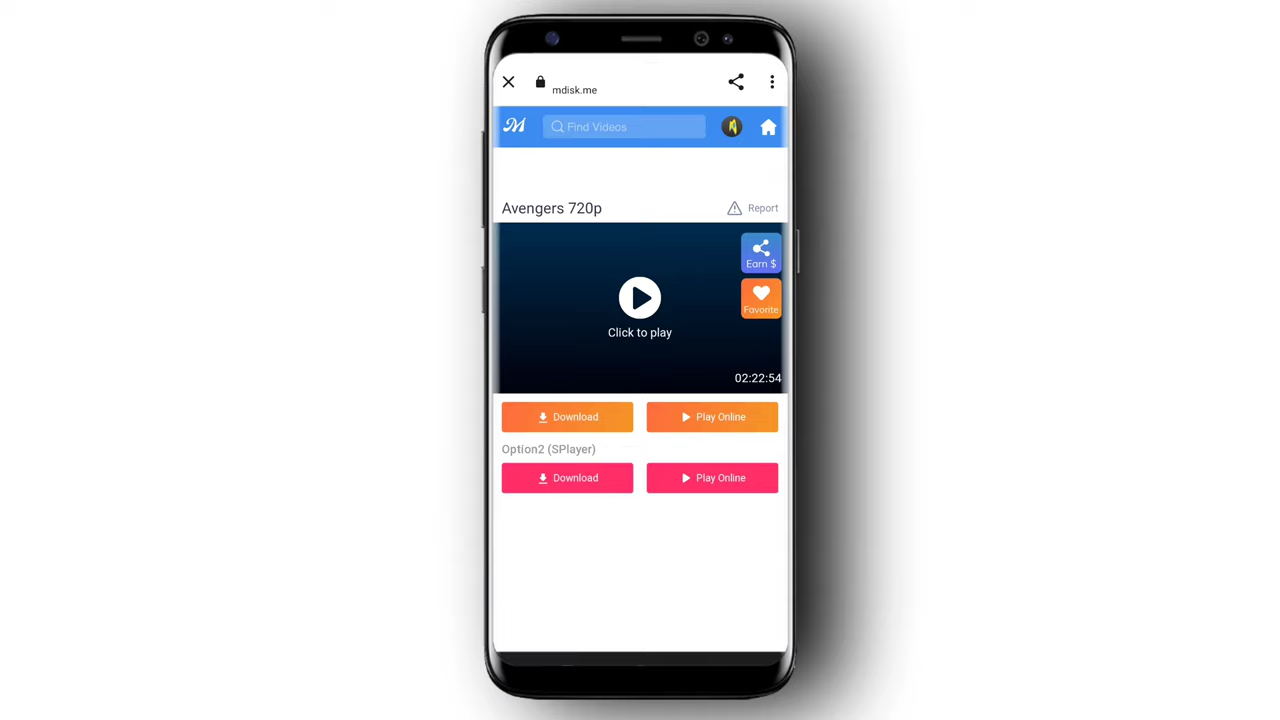 mdisk.me
M Find Videos
Avengers 720p Report
Earn $
Favorite
Click to play
02:22:54
Download Play Online
Option2 (SPlayer)
Download Play Online